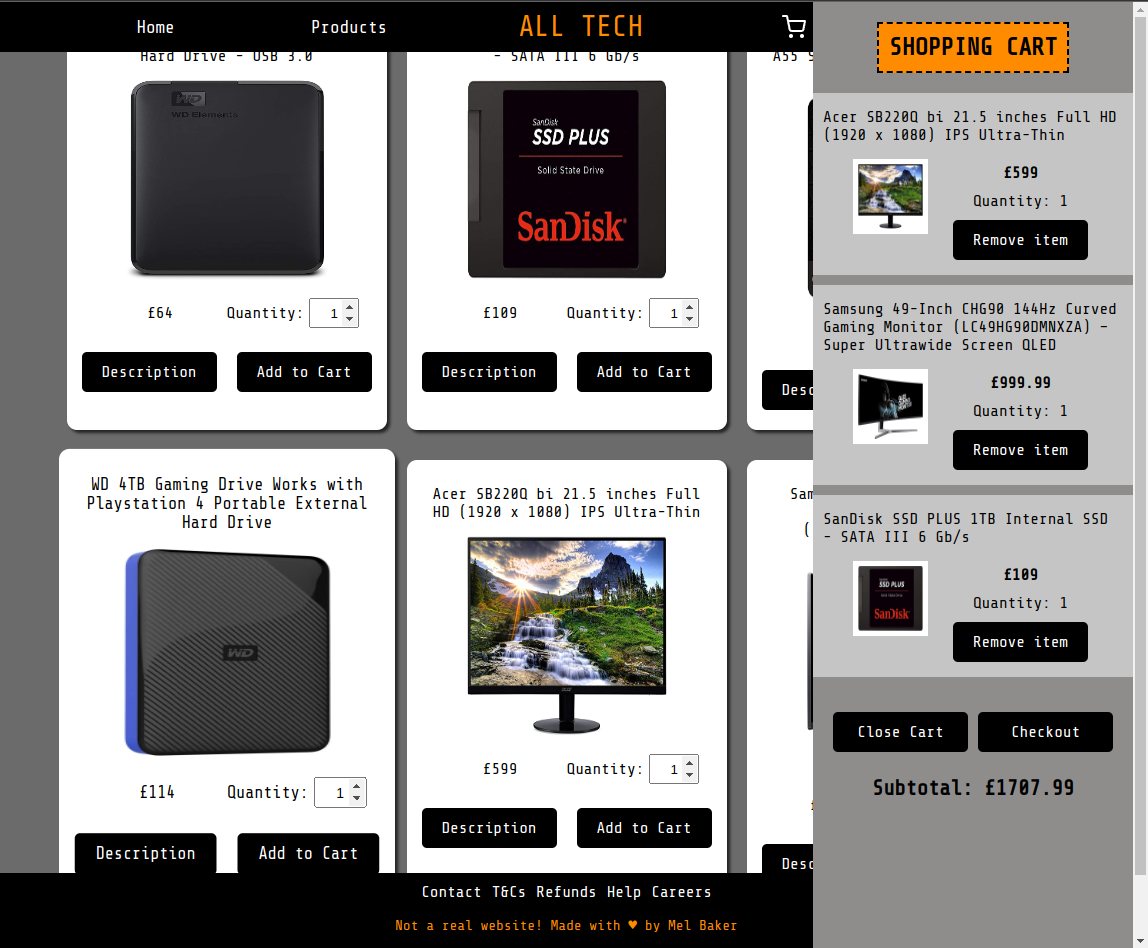 Home
Products
ALL TECH
SHOPPING CART
Hard Drive - USB 3.0
WD
WD Elements
£64
Quantity: 1
Description
Add to Cart
- SATA III 6 Gb/s
SanDisk
SSD PLUS
Solid State Drive
SanDisk
£109
Quantity: 1
Description
Add to Cart
A55 S
Desc
WD 4TB Gaming Drive Works with
Playstation 4 Portable External
Hard Drive
WD
£114
Quantity: 1
Description
Add to Cart
Acer SB220Q bi 21.5 inches Full
HD (1920 x 1080) IPS Ultra-Thin
£599
Quantity: 1
Description
Add to Cart
Sam
(
Desc
Acer SB220Q bi 21.5 inches Full HD
(1920 x 1080) IPS Ultra-Thin
£599
Quantity: 1
Remove item
Samsung 49-Inch CHG90 144Hz Curved
Gaming Monitor (LC49HG90DMNXZA) –
Super Ultrawide Screen QLED
£999.99
Quantity: 1
Remove item
SanDisk SSD PLUS 1TB Internal SSD
- SATA III 6 Gb/s
SSD PLUS
SanDisk
£109
Quantity: 1
Remove item
Close Cart
Checkout
Subtotal: £1707.99
Contact T&Cs Refunds Help Careers
Not a real website! Made with ♥ by Mel Baker